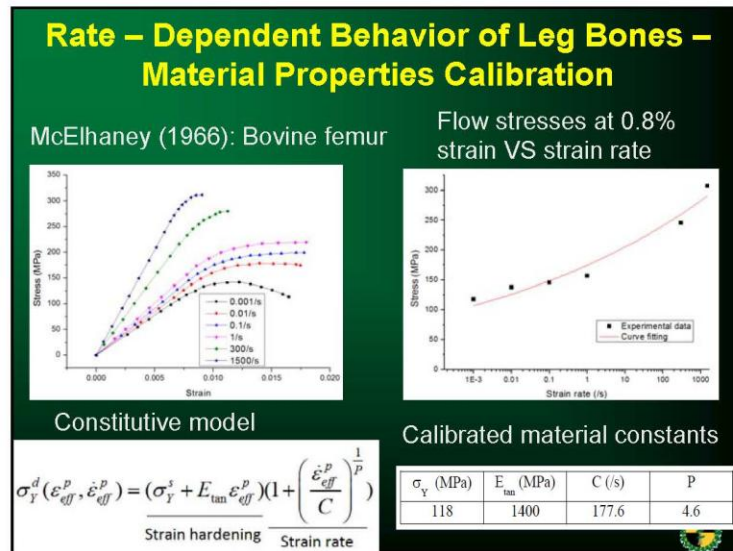 Rate – Dependent Behavior of Leg Bones –
Material Properties Calibration
McElhaney (1966): Bovine femur
Flow stresses at 0.8%
strain VS strain rate
350
300
250
200
150
100
50
0
Stress (MPa)
0.001/s
0.01/s
0.1/s
1/s
300/s
1500/s
0.000 0.005 0.010 0.015 0.020
Strain
300
250
200
150
100
50
0
Stress (MPa)
Experimental data
Curve fitting
1E-3 0.01 0.1 1 10 100 1000
Strain rate (/s)
Constitutive model
σ_Y^d(ε_eff^p, ε̇_eff^p) = (σ_Y^s + E_tan ε_eff^p)(1 + (ε̇_eff^p / C)^(1/P))
Strain hardening Strain rate
Calibrated material constants
σ_Y (MPa) E_tan (MPa) C (/s) P
118 1400 177.6 4.6